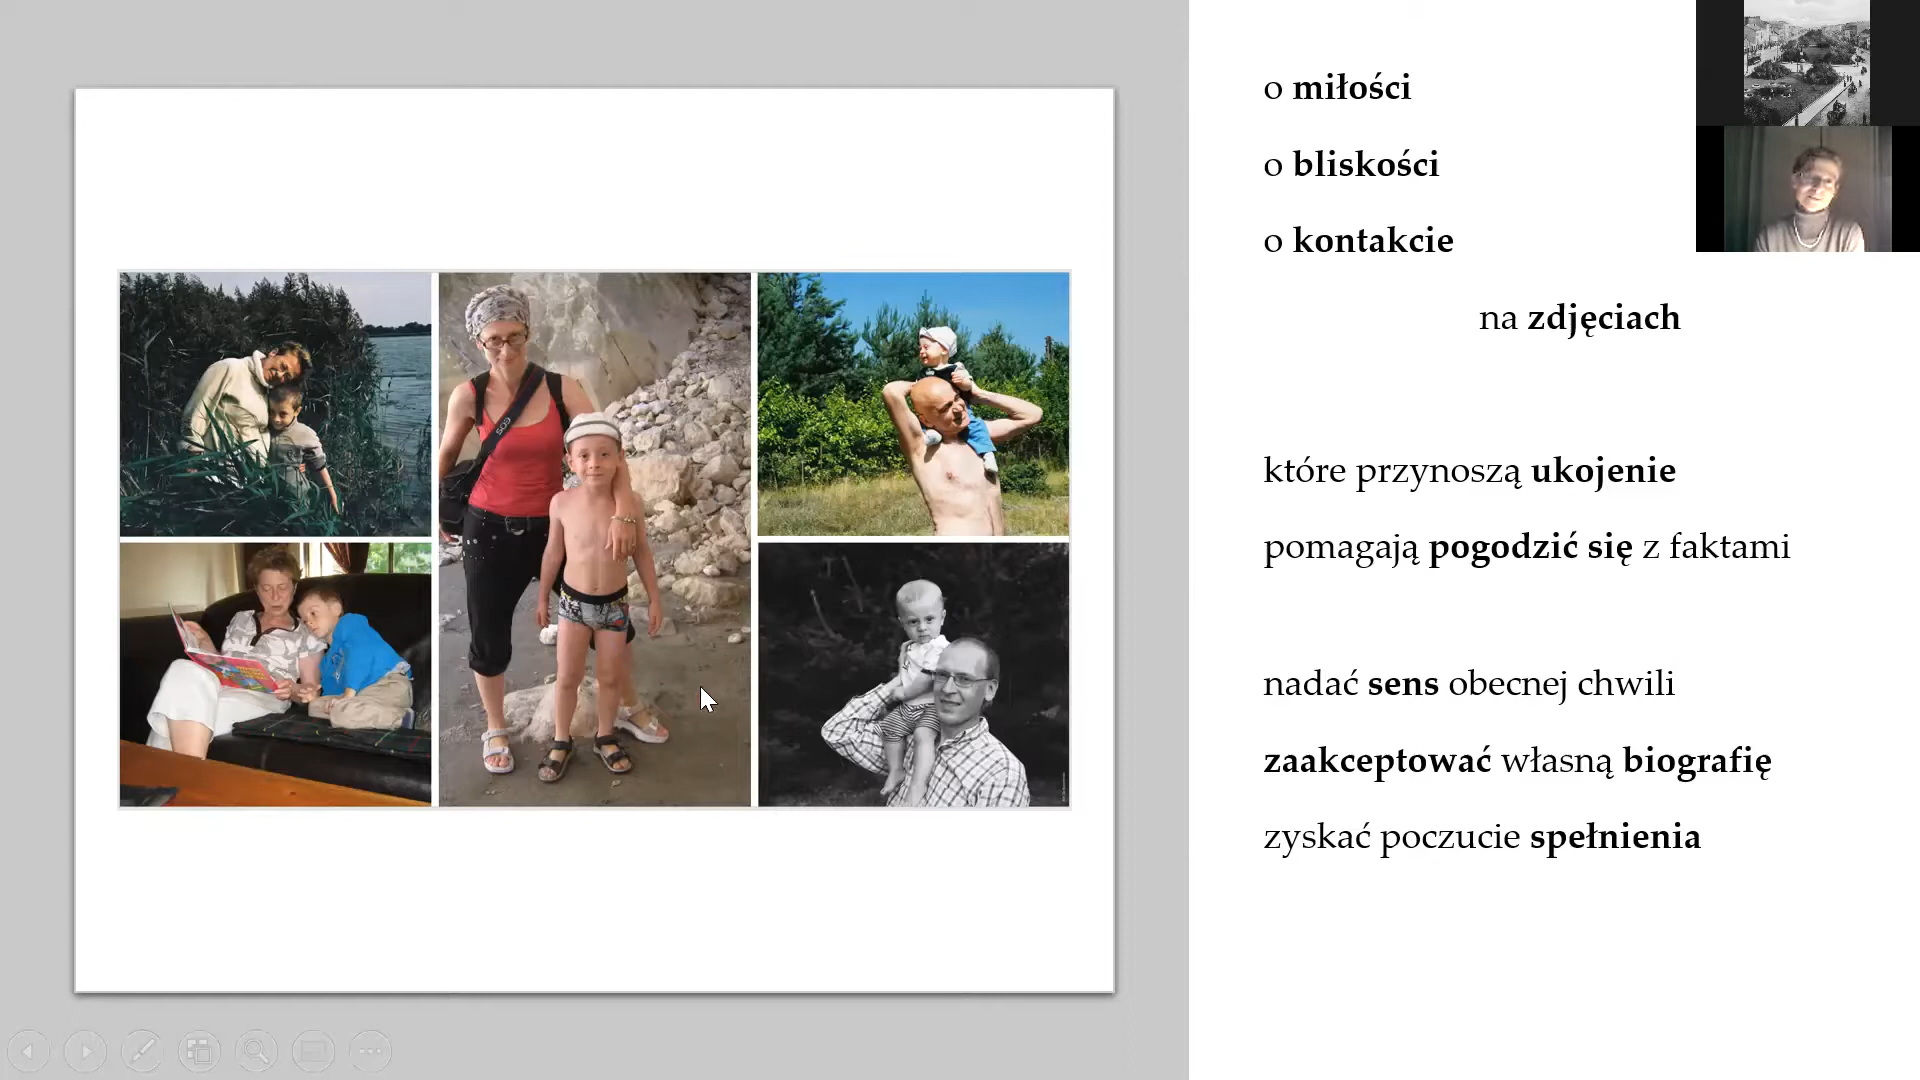 o miłości
o bliskości
o kontakcie
na zdjęciach
które przynoszą ukojenie
pomagają pogodzić się z faktami
nadać sens obecnej chwili
zaakceptować własną biografię
zyskać poczucie spełnienia
EOS